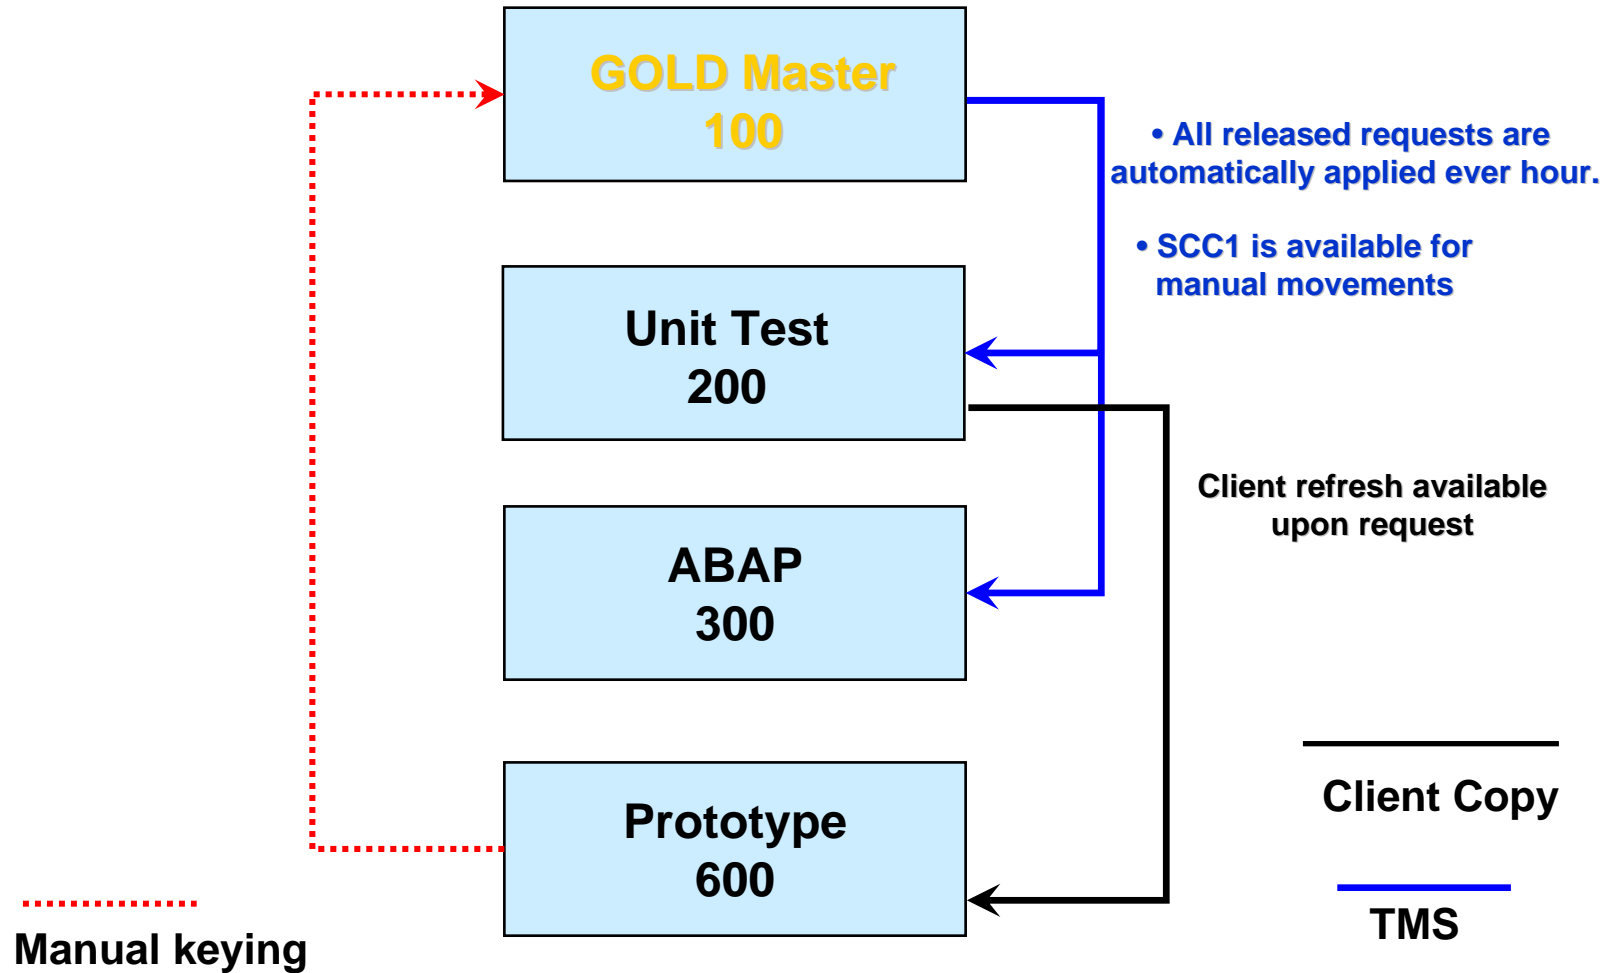 GOLD Master
100
• All released requests are
automatically applied ever hour.
• SCC1 is available for
manual movements
Unit Test
200
Client refresh available
upon request
ABAP
300
Prototype
600
Client Copy
TMS
Manual keying